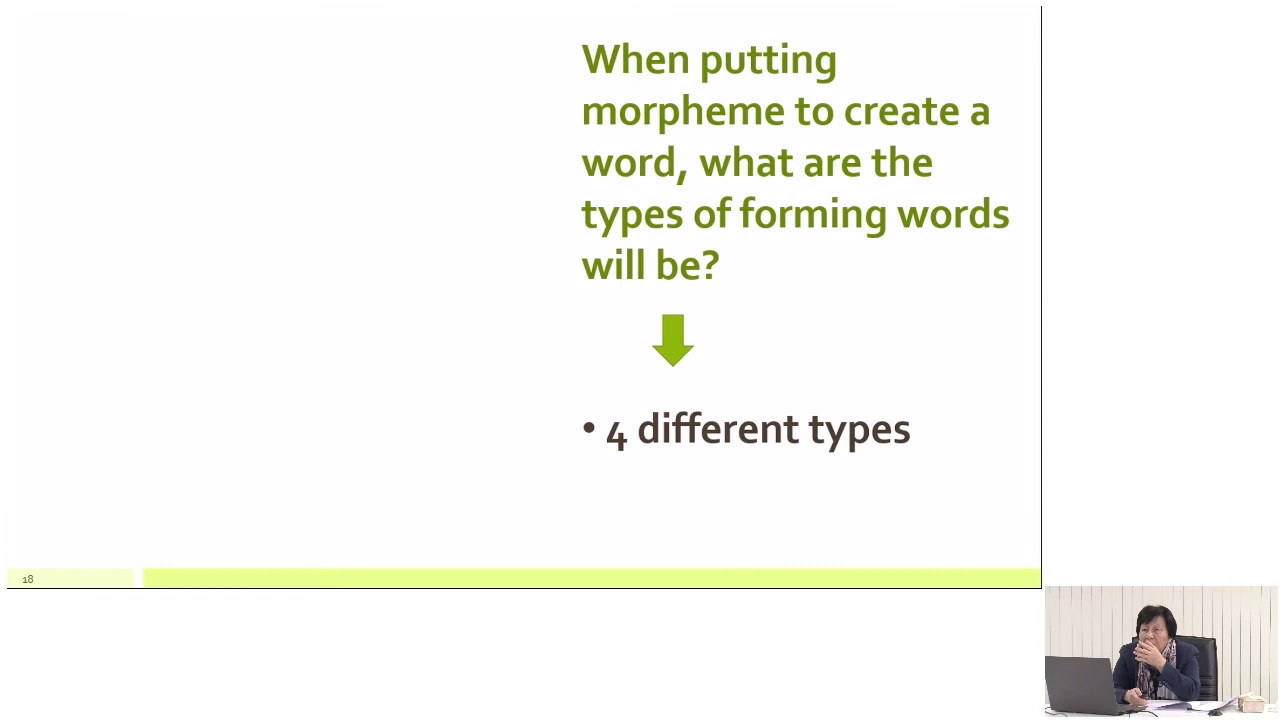 When putting
morpheme to create a
word, what are the
types of forming words
will be?
• 4 different types
18